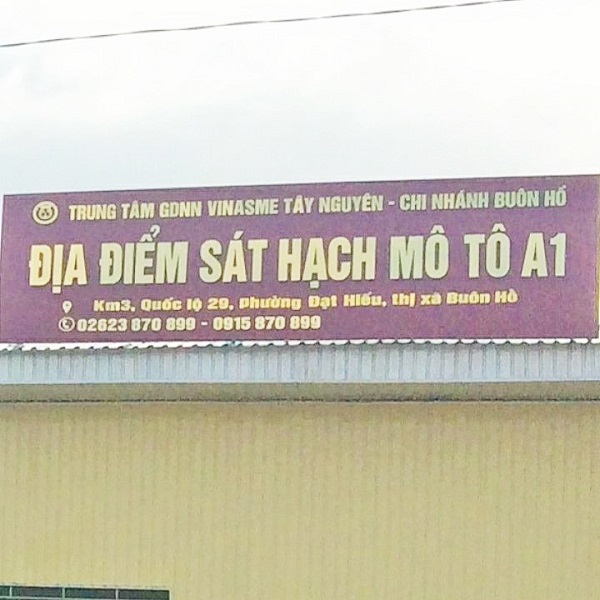 TRUNG TÂM GDNN VINASME TÂY NGUYÊN - CHI NHÁNH BUÔN HỒ
ĐỊA ĐIỂM SÁT HẠCH MÔ TÔ A1
Km3, Quốc lộ 29, Phường Đạt Hiếu, thị xã Buôn Hồ
02623 870 899 - 0915 870 899